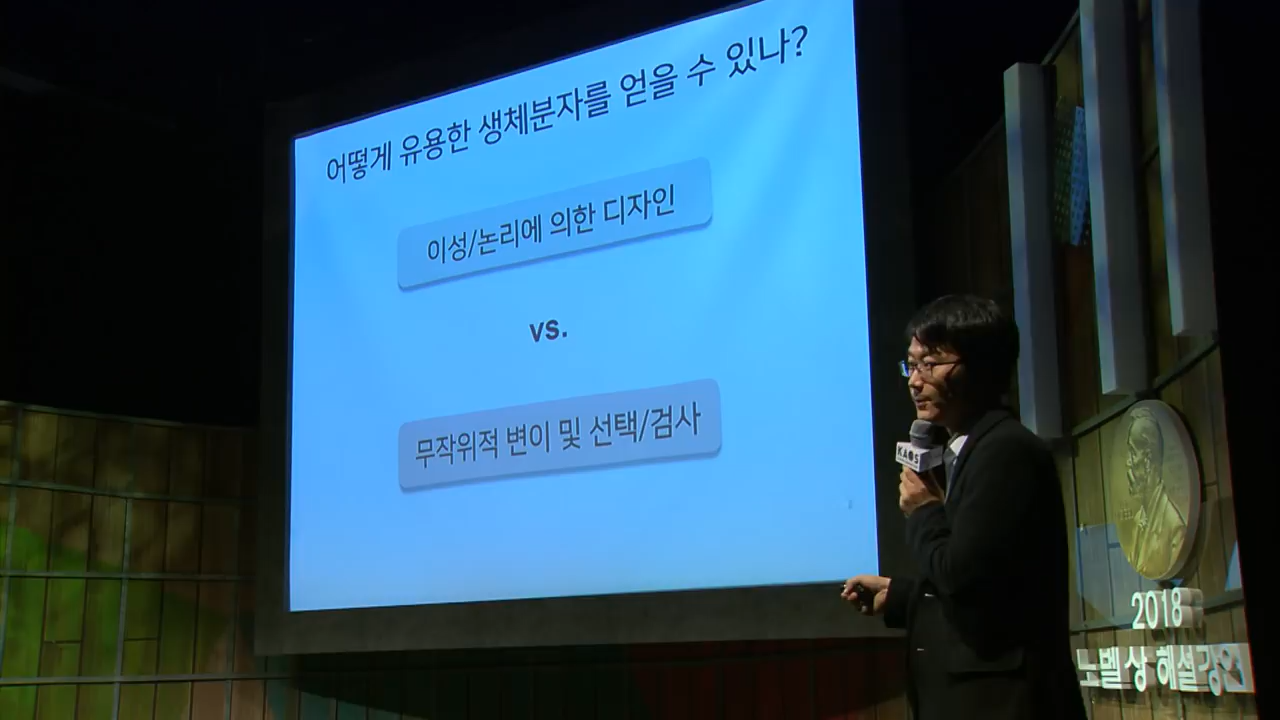 어떻게 유용한 생체분자를 얻을 수 있나?
이성/논리에 의한 디자인
vs.
무작위적 변이 및 선택/검사
KAOS
2018
노벨상 해설강연